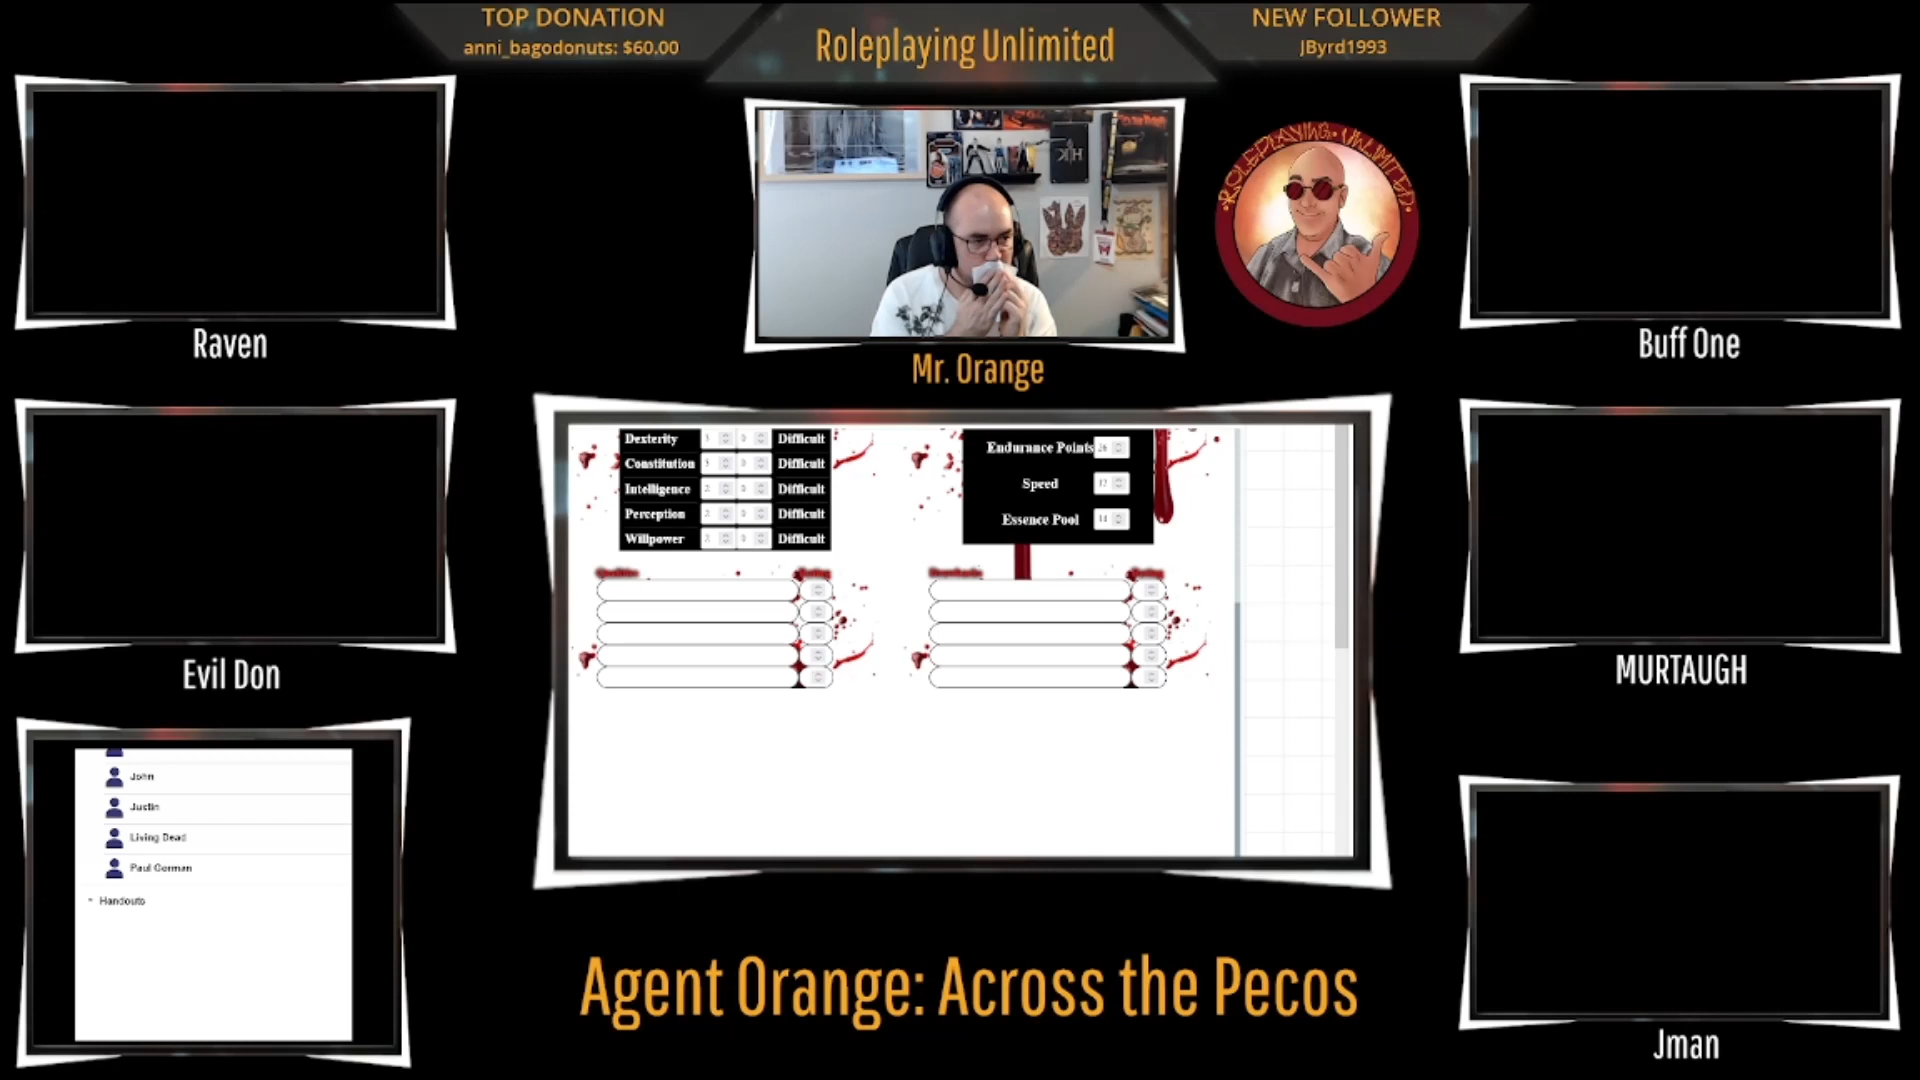 TOP DONATION
anni_bagodonuts: $60.00
Roleplaying Unlimited
NEW FOLLOWER
JByrd1993
ROLEPLAYING UNLIMITED
Raven
Mr. Orange
Buff One
Dexterity Difficult
Constitution Difficult
Intelligence Difficult
Perception Difficult
Willpower Difficult
Endurance Points
Speed
Essence Pool
Evil Don
MURTAUGH
John
Justin
Living Dead
Paul Gorman
Handouts
Agent Orange: Across the Pecos
Jman